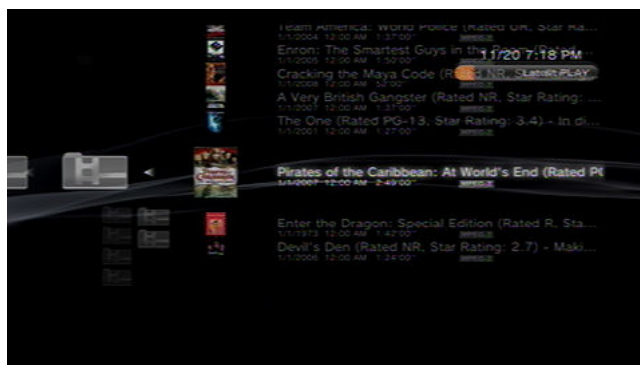 Team America: World Police (Rated UR, Star Ra...
1/1/2004 12:00 AM 1:37'00"
Enron: The Smartest Guys in the
1/1/2005 12:00 AM 1:50'00"
11/20 7:18 PM
Cracking the Maya Code (
NR, S
PLAY
1/1/2008 12:00 AM 52'00"
A Very British Gangster (Rated NR, Star Rating: ...
1/1/2007 12:00 AM 1:37'00"
The One (Rated PG-13, Star Rating: 3.4) - In di...
1/1/2001 12:00 AM 1:27'00"
Pirates of the Caribbean: At World's End (Rated PG
1/1/2007 12:00 AM 2:49'00"
Enter the Dragon: Special Edition (Rated R, Sta...
1/1/1973 12:00 AM 1:42'00"
Devil's Den (Rated NR, Star Rating: 2.7) - Maki...
1/1/2006 12:00 AM 1:24'00"